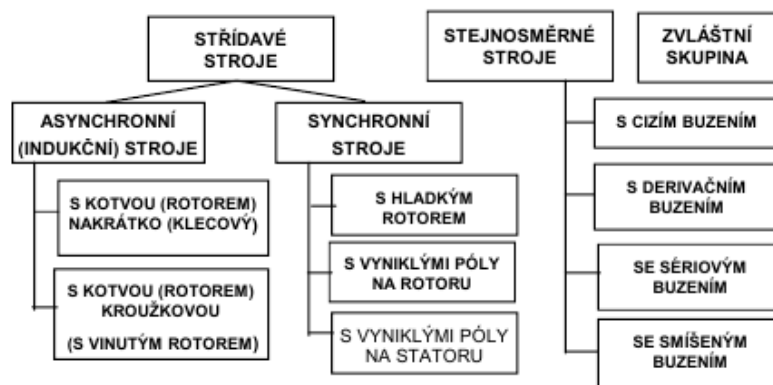 STŘÍDAVÉ
STROJE
STEJNOSMĚRNÉ
STROJE
ZVLÁŠTNÍ
SKUPINA
ASYNCHRONNÍ
(INDUKČNÍ) STROJE
SYNCHRONNÍ
STROJE
S KOTVOU (ROTOREM)
NAKRÁTKO (KLECOVÝ)
S KOTVOU (ROTOREM)
KROUŽKOVOU
(S VINUTÝM ROTOREM)
S HLADKÝM
ROTOREM
S VYNIKLÝMI PÓLY
NA ROTORU
S VYNIKLÝMI PÓLY
NA STATORU
S CIZÍM BUZENÍM
S DERIVAČNÍM
BUZENÍM
SE SÉRIOVÝM
BUZENÍM
SE SMÍŠENÝM
BUZENÍM